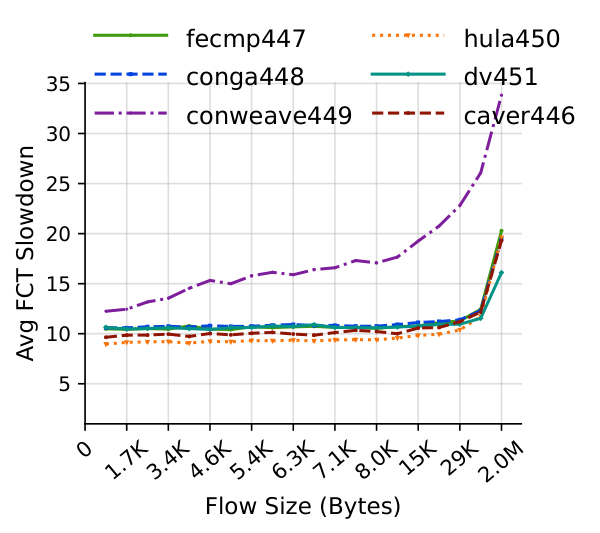 fecmp447 hula450
conga448 dv451
conweave449 caver446
Avg FCT Slowdown
35
30
25
20
15
10
5
0 1.7K 3.4K 4.6K 5.4K 6.3K 7.1K 8.0K 15K 29K 2.0M
Flow Size (Bytes)